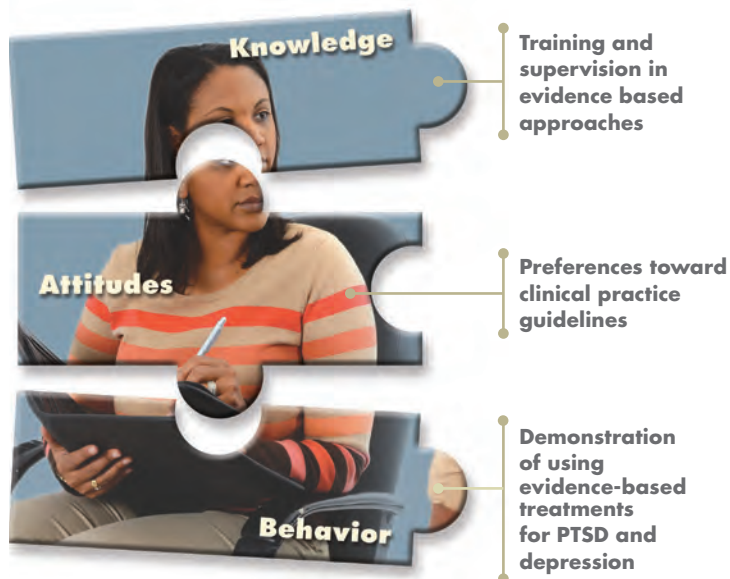 Knowledge
Training and
supervision in
evidence based
approaches
Attitudes
Preferences toward
clinical practice
guidelines
Behavior
Demonstration
of using
evidence-based
treatments
for PTSD and
depression